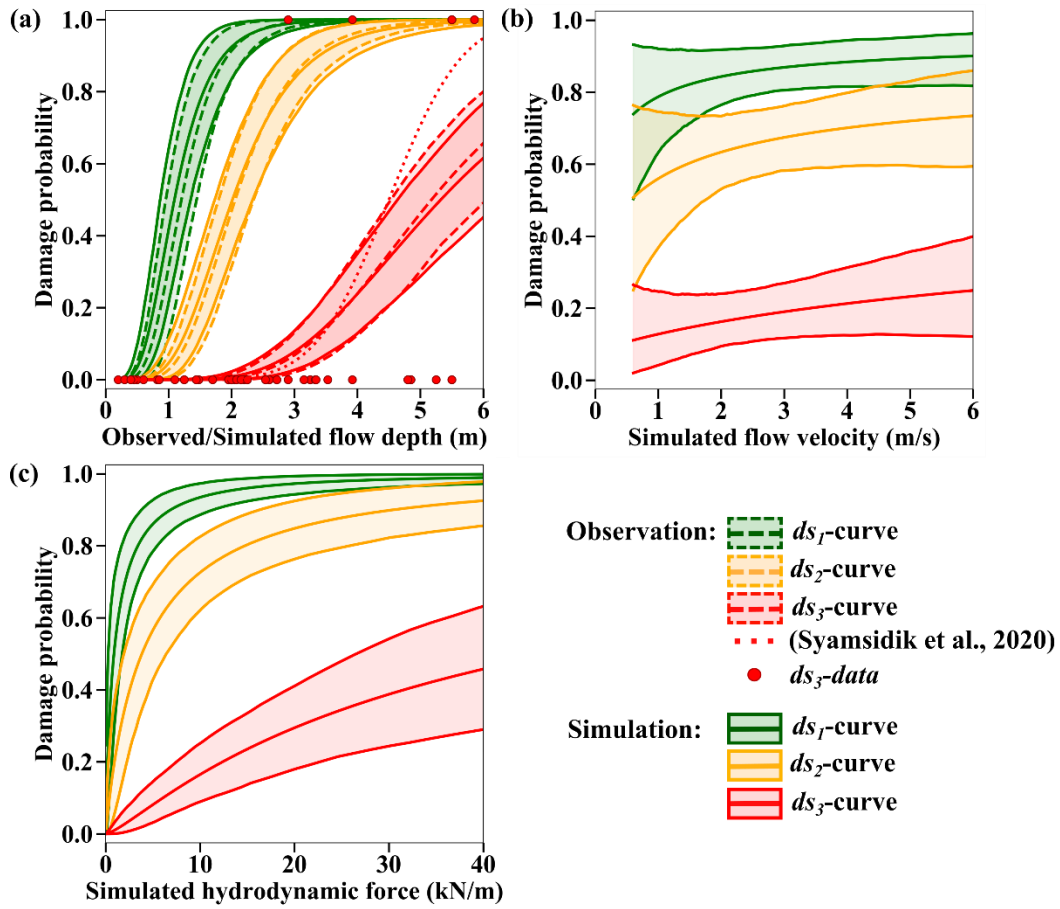 (a)
1.0
0.8
0.6
0.4
0.2
0.0
Damage probability
0 1 2 3 4 5 6
Observed/Simulated flow depth (m)
(b)
1.0
0.8
0.6
0.4
0.2
0.0
Damage probability
0 1 2 3 4 5 6
Simulated flow velocity (m/s)
(c)
1.0
0.8
0.6
0.4
0.2
0.0
Damage probability
0 10 20 30 40
Simulated hydrodynamic force (kN/m)
Observation: ds1-curve
ds2-curve
ds3-curve
(Syamsidik et al., 2020)
ds3-data
Simulation: ds1-curve
ds2-curve
ds3-curve